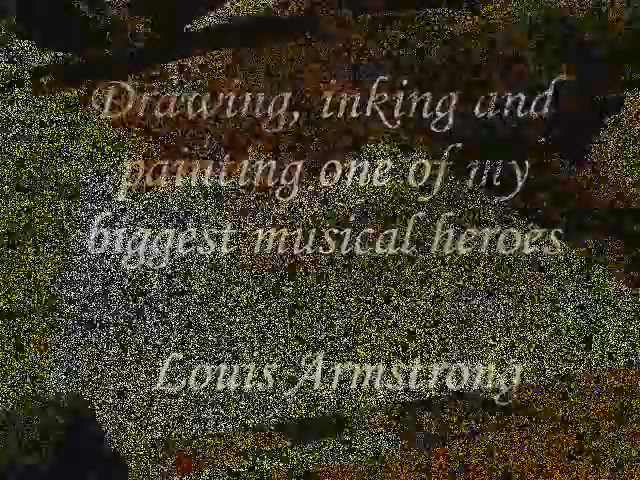 Drawing, inking and
painting one of my
biggest musical heroes
Louis Armstrong